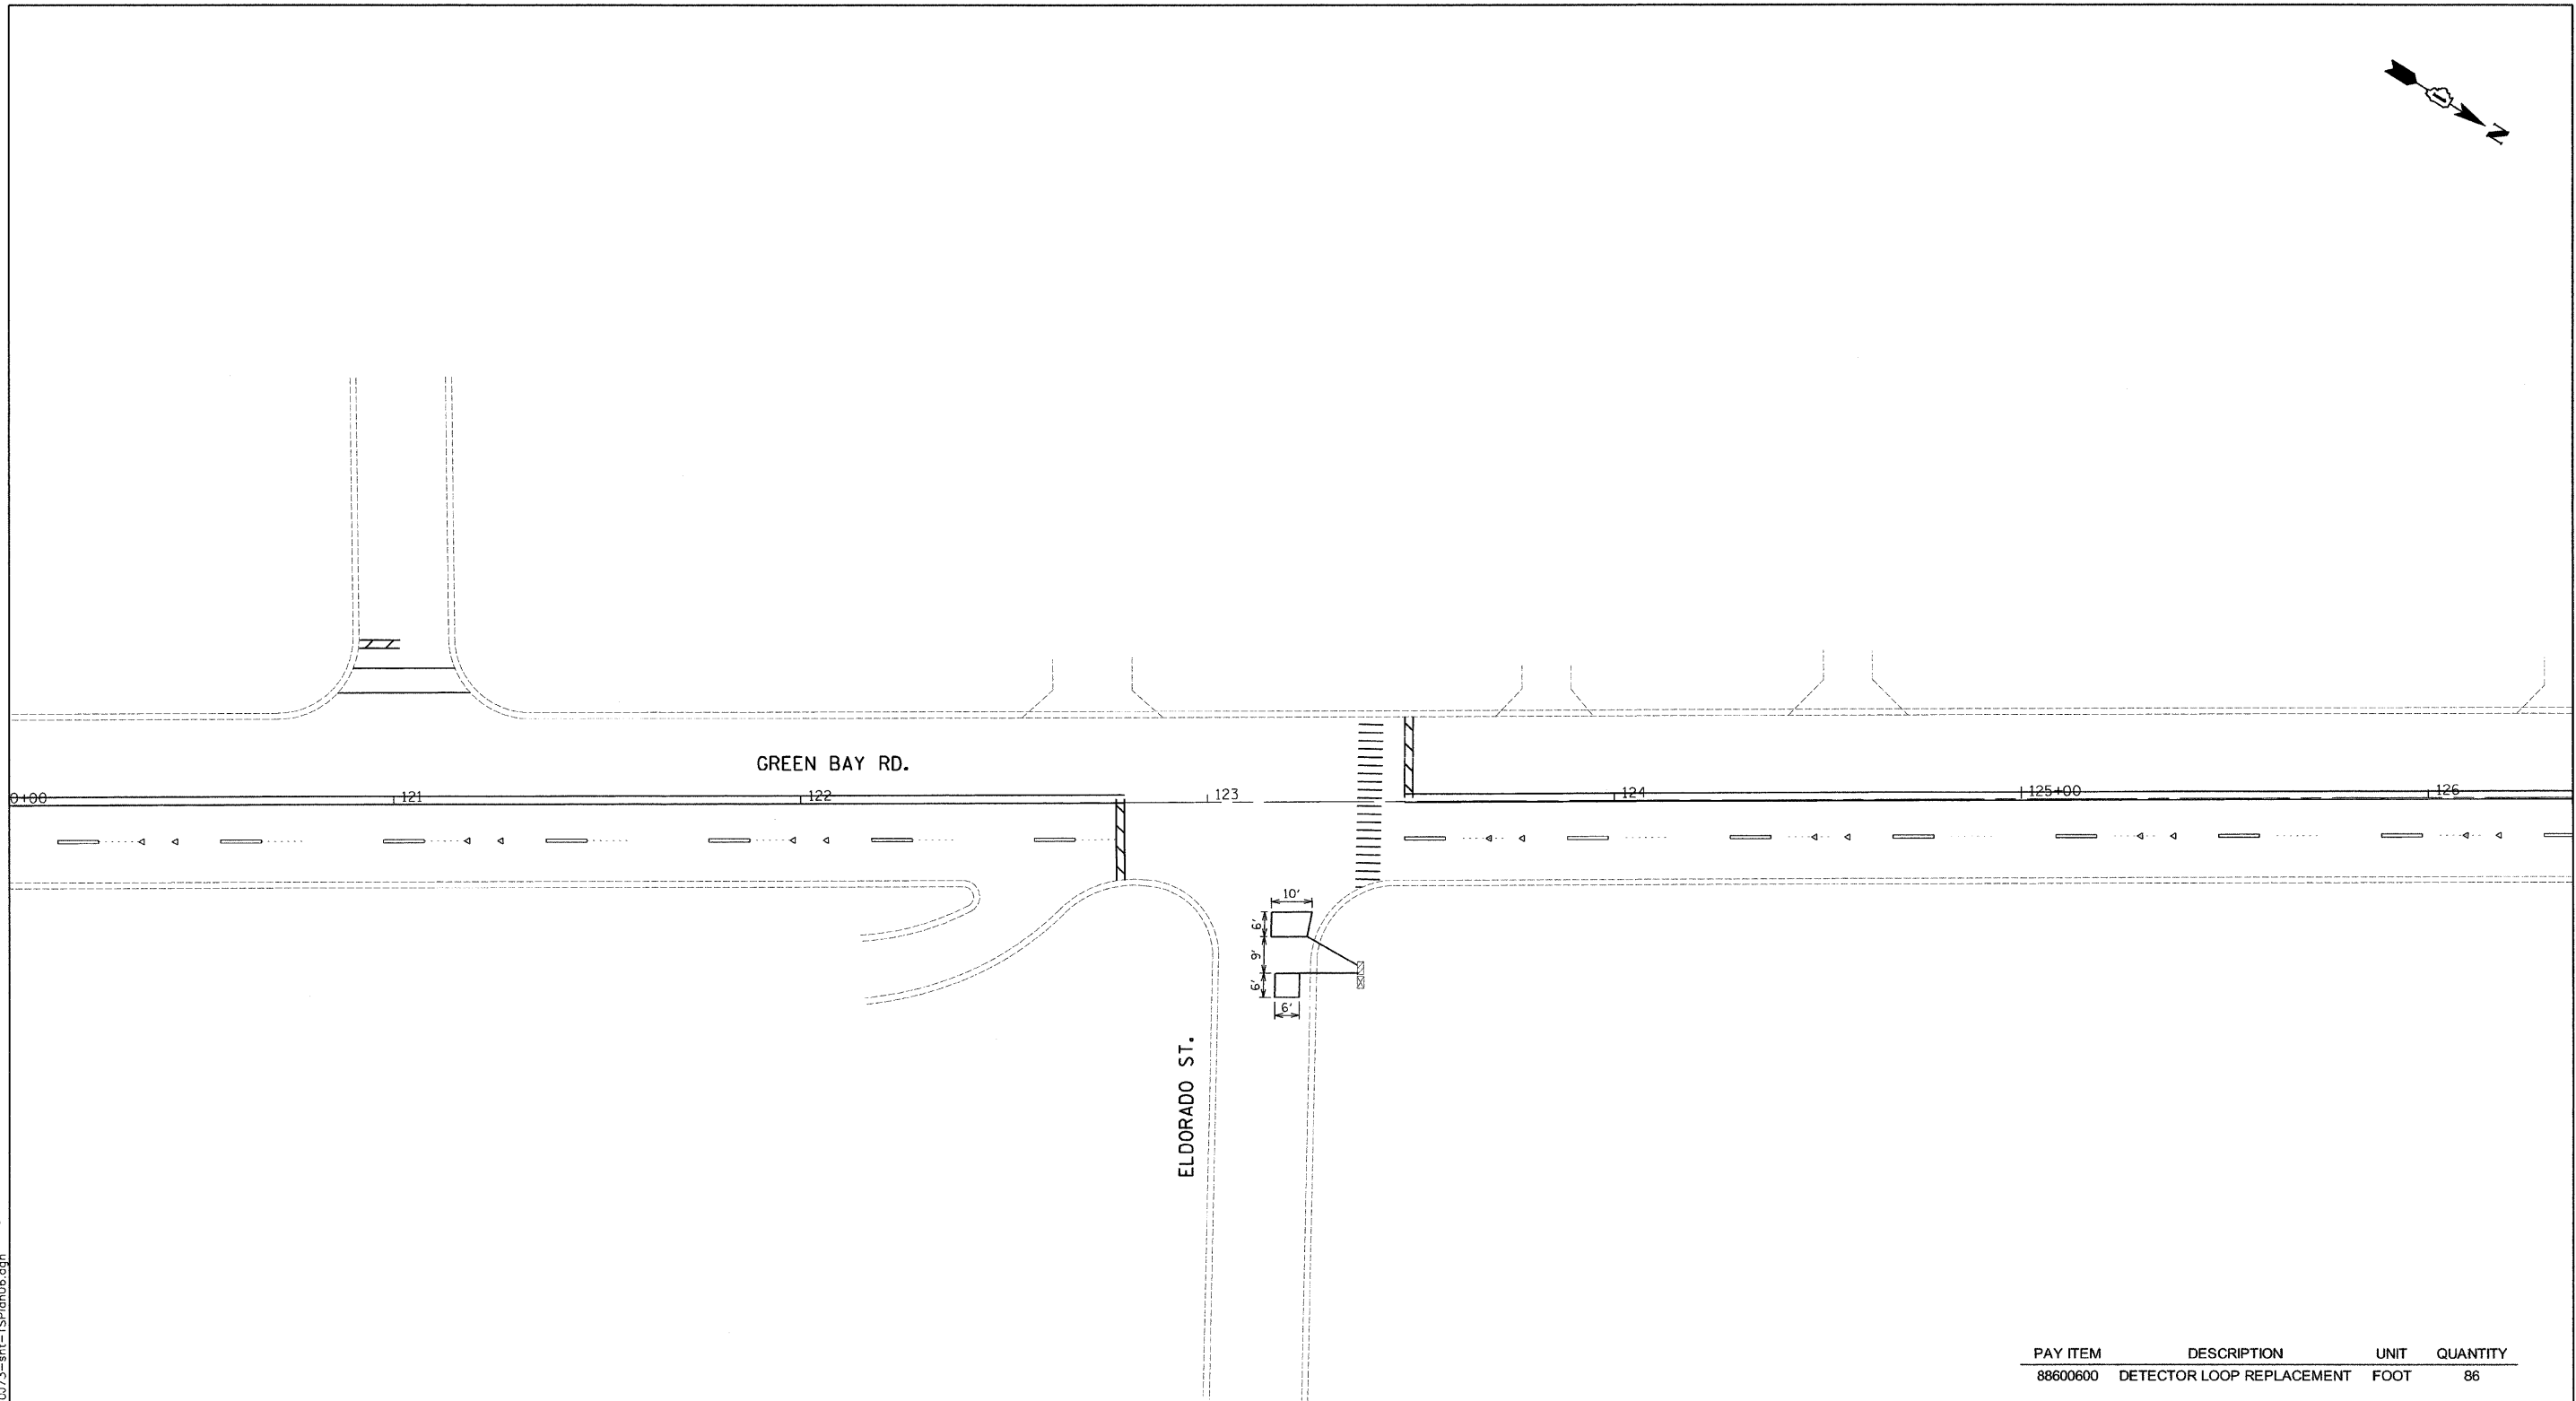 N
GREEN BAY RD.
0+00 121 122 123 124 125+00 126
10'
6'
9'
6'
6'
ELDORADO ST.
PAY ITEM DESCRIPTION UNIT QUANTITY
88600600 DETECTOR LOOP REPLACEMENT FOOT 86